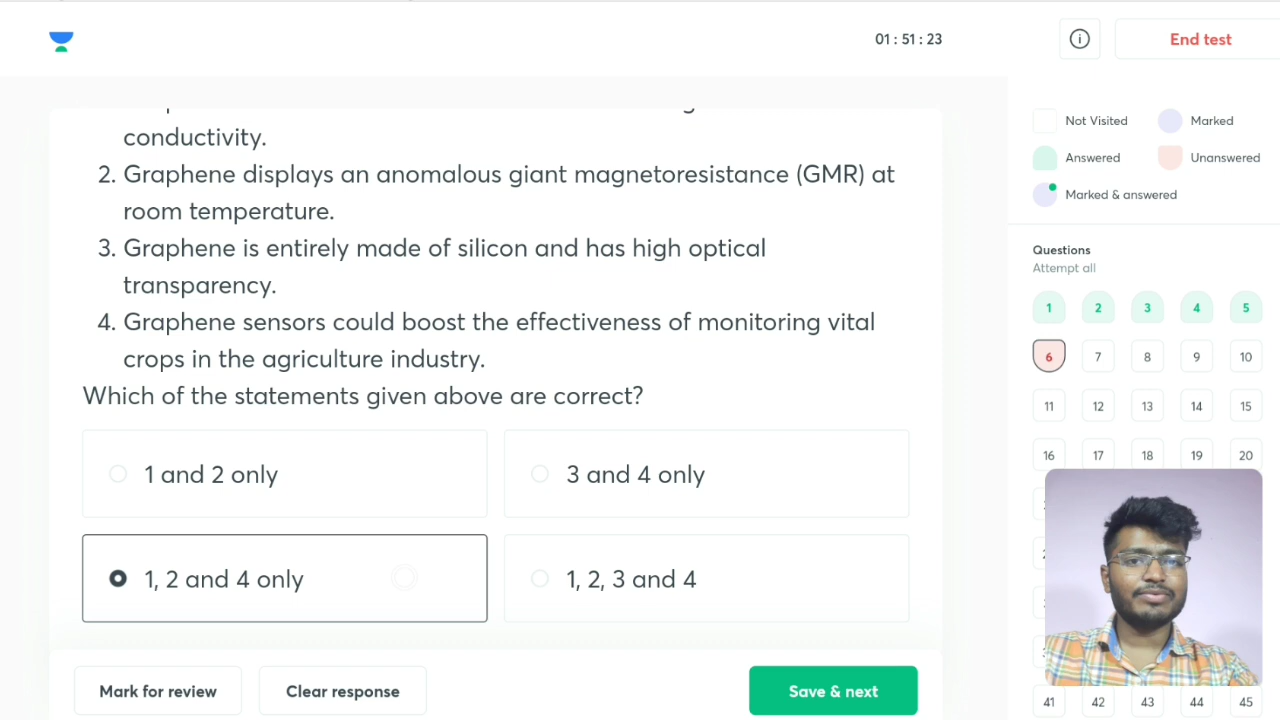 01 : 51 : 23
End test
conductivity.
2. Graphene displays an anomalous giant magnetoresistance (GMR) at
room temperature.
3. Graphene is entirely made of silicon and has high optical
transparency.
4. Graphene sensors could boost the effectiveness of monitoring vital
crops in the agriculture industry.
Which of the statements given above are correct?
1 and 2 only
3 and 4 only
1, 2 and 4 only
1, 2, 3 and 4
Mark for review
Clear response
Save & next
Not Visited
Marked
Answered
Unanswered
Marked & answered
Questions
Attempt all
1 2 3 4 5
6 7 8 9 10
11 12 13 14 15
16 17 18 19 20
41 42 43 44 45